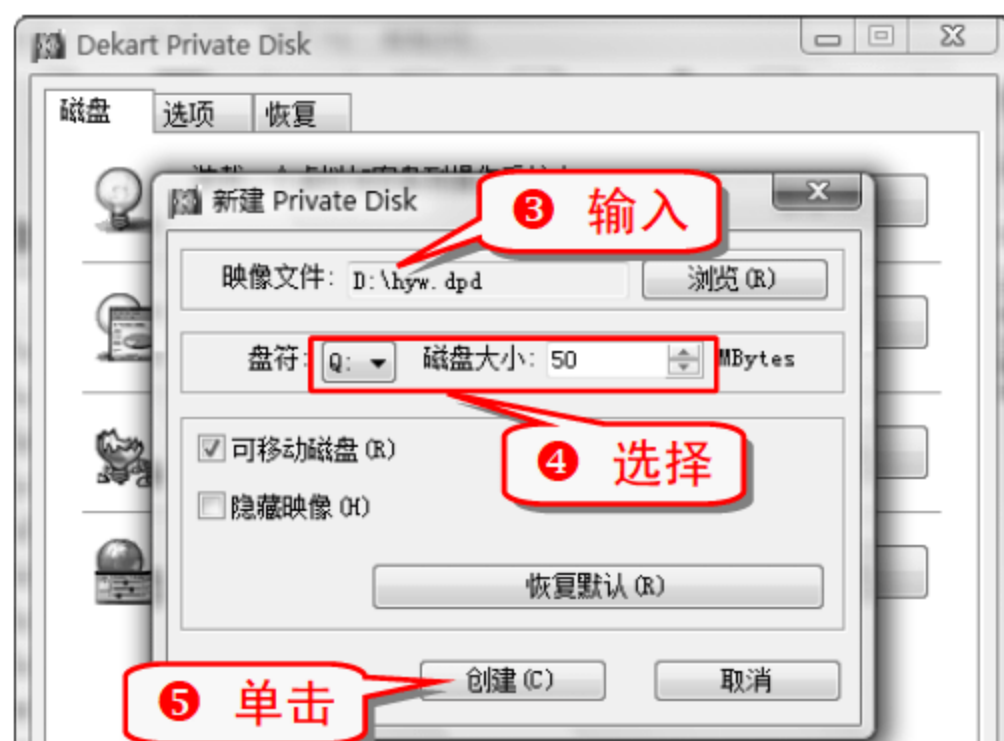 Dekart Private Disk
磁盘 选项 恢复
新建 Private Disk
❸ 输入
映像文件: D:\hyw.dpd 浏览(R)
盘符: Q: 磁盘大小: 50 MBytes
❹ 选择
可移动磁盘(R)
隐藏映像(H)
恢复默认(R)
创建(C) 取消
❺ 单击